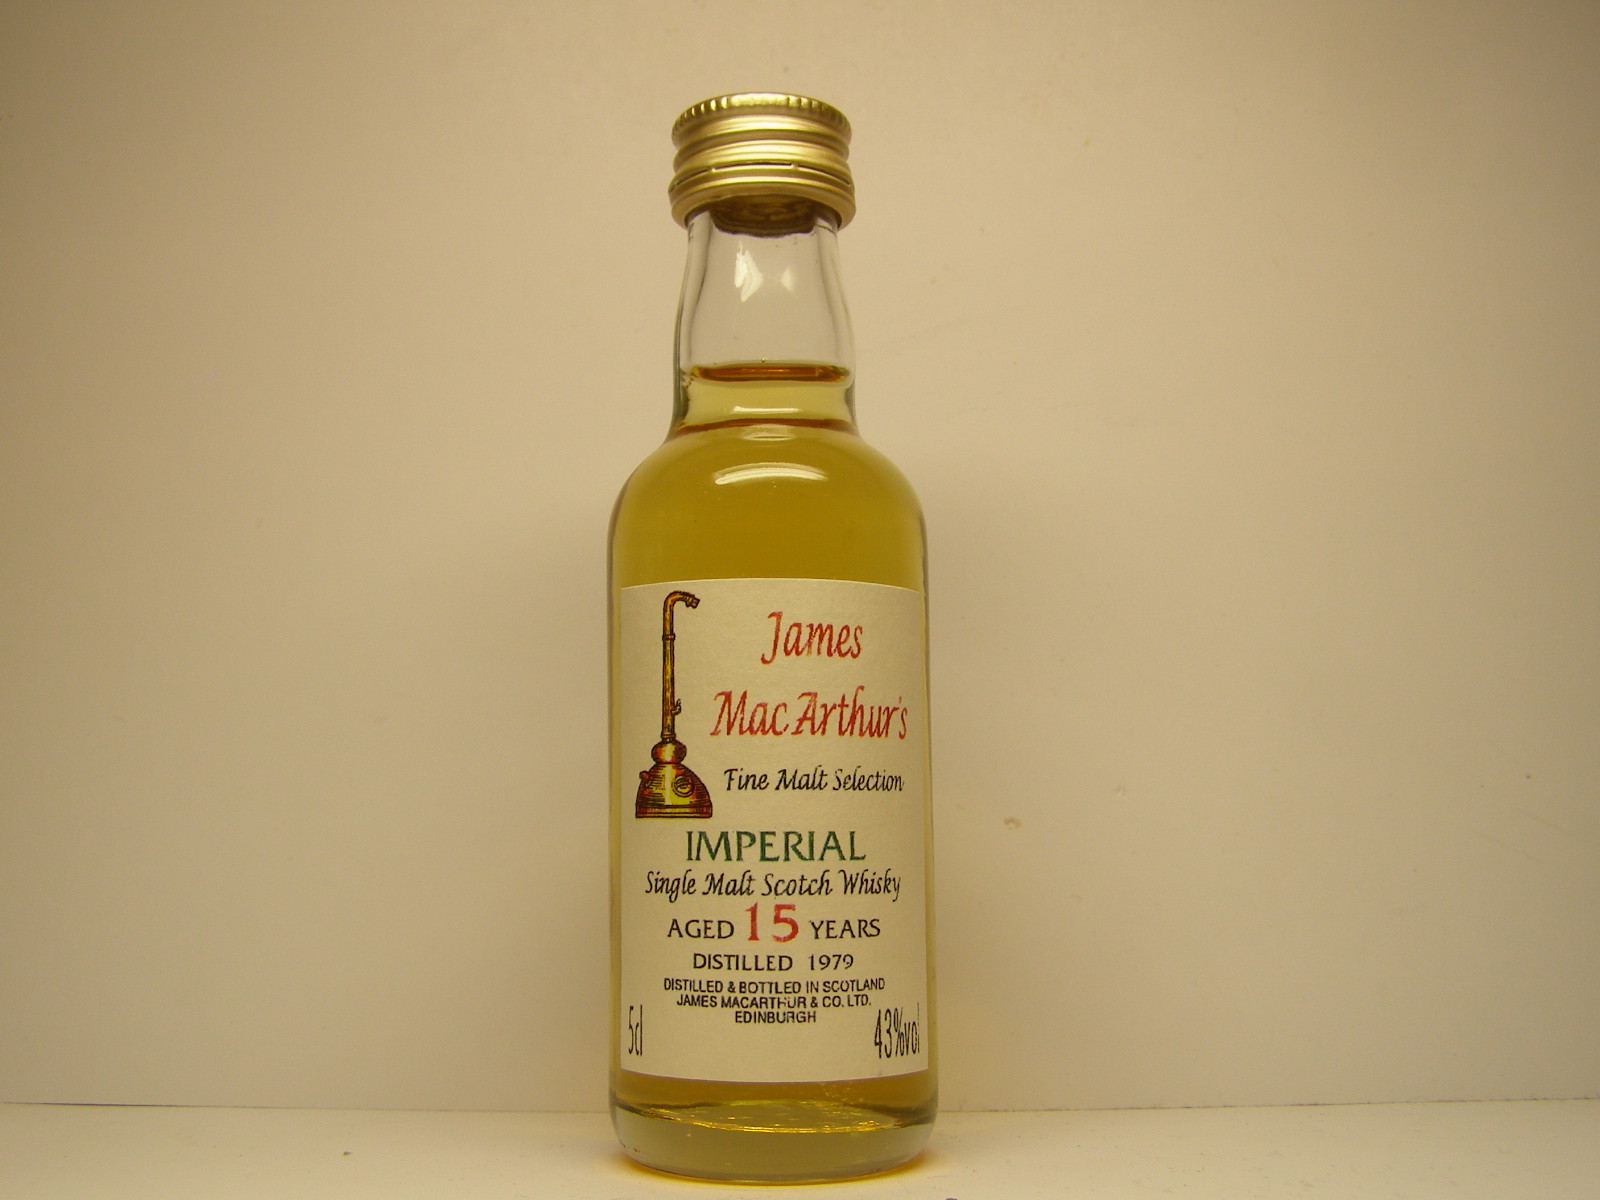 James
MacArthur's
Fine Malt Selection
IMPERIAL
Single Malt Scotch Whisky
AGED 15 YEARS
DISTILLED 1979
DISTILLED & BOTTLED IN SCOTLAND
JAMES MACARTHUR & CO. LTD.
EDINBURGH
5cl
43%vol